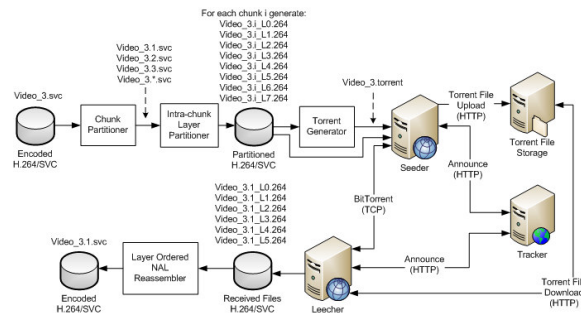 For each chunk i generate:
Video_3.i_L0.264
Video_3.i_L1.264
Video_3.i_L2.264
Video_3.i_L3.264
Video_3.i_L4.264
Video_3.i_L5.264
Video_3.i_L6.264
Video_3.i_L7.264
Video_3.1.svc
Video_3.2.svc
Video_3.3.svc
Video_3.*.svc
Video_3.svc
Encoded
H.264/SVC
Chunk
Partitioner
Intra-chunk
Layer
Partitioner
Partitioned
H.264/SVC
Torrent
Generator
Video_3.torrent
Seeder
Torrent File
Upload
(HTTP)
Torrent File
Storage
Announce
(HTTP)
BitTorrent
(TCP)
Tracker
Announce
(HTTP)
Torrent File
Download
(HTTP)
Leecher
Video_3.1_L0.264
Video_3.1_L1.264
Video_3.1_L2.264
Video_3.1_L3.264
Video_3.1_L4.264
Video_3.1_L5.264
Received Files
H.264/SVC
Layer Ordered
NAL
Reassembler
Video_3.1.svc
Encoded
H.264/SVC